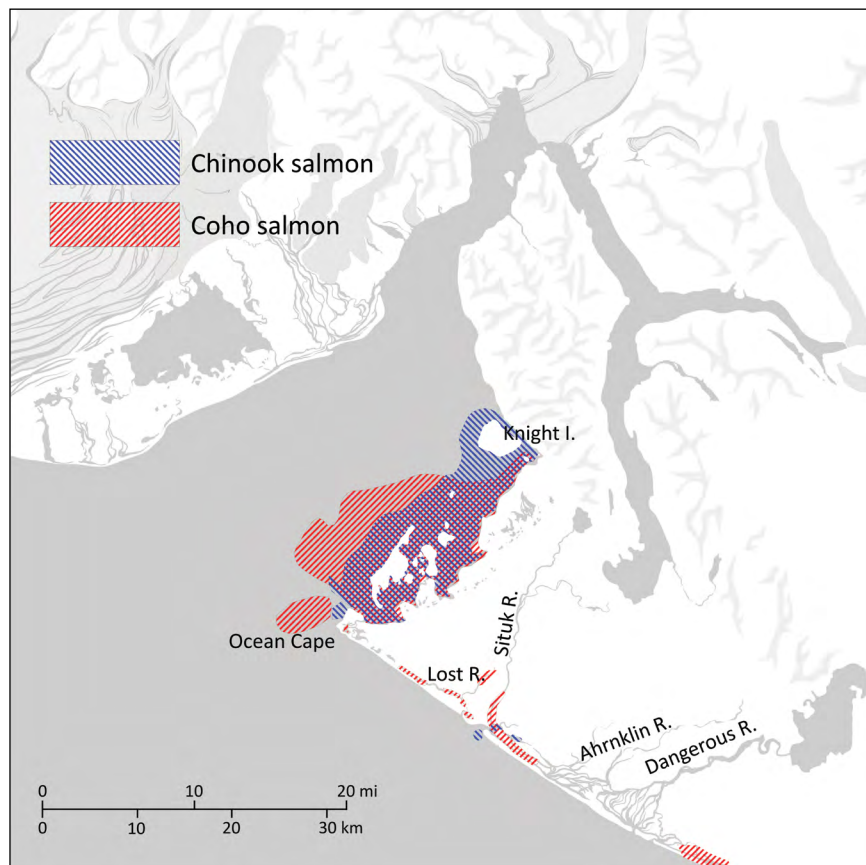 Chinook salmon
Coho salmon
Knight I.
Ocean Cape
Situk R.
Lost R.
Ahrnklin R.
Dangerous R.
0 10 20 mi
0 10 20 30 km